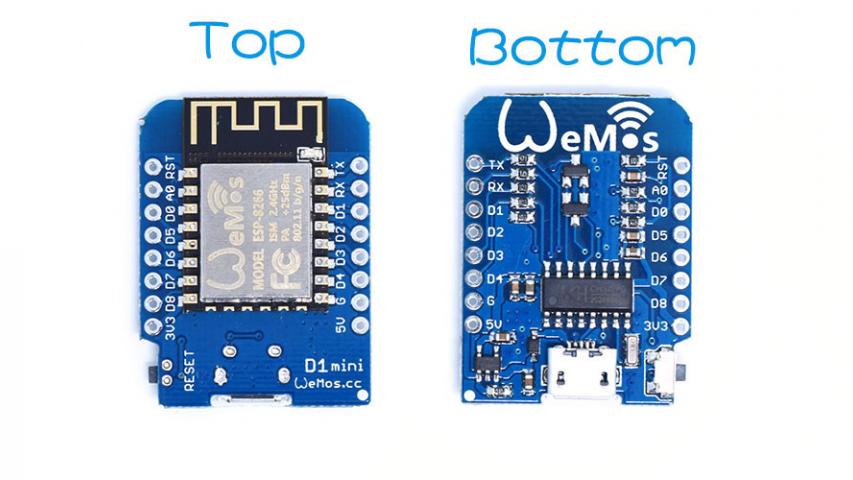 Top
Bottom
RST
A0
D0
D5
D6
D7
D8
3V3
TX
RX
D1
D2
D3
D4
G
5V
WeMos
MODEL ESP-8266
ISM 2.4GHz
PA +25dBm
802.11 b/g/n
FC
RESET
D1 mini
WeMos.cc
WeMos
TX
RX
D1
D2
D3
D4
G
5V
RST
A0
D0
D5
D6
D7
D8
3V3